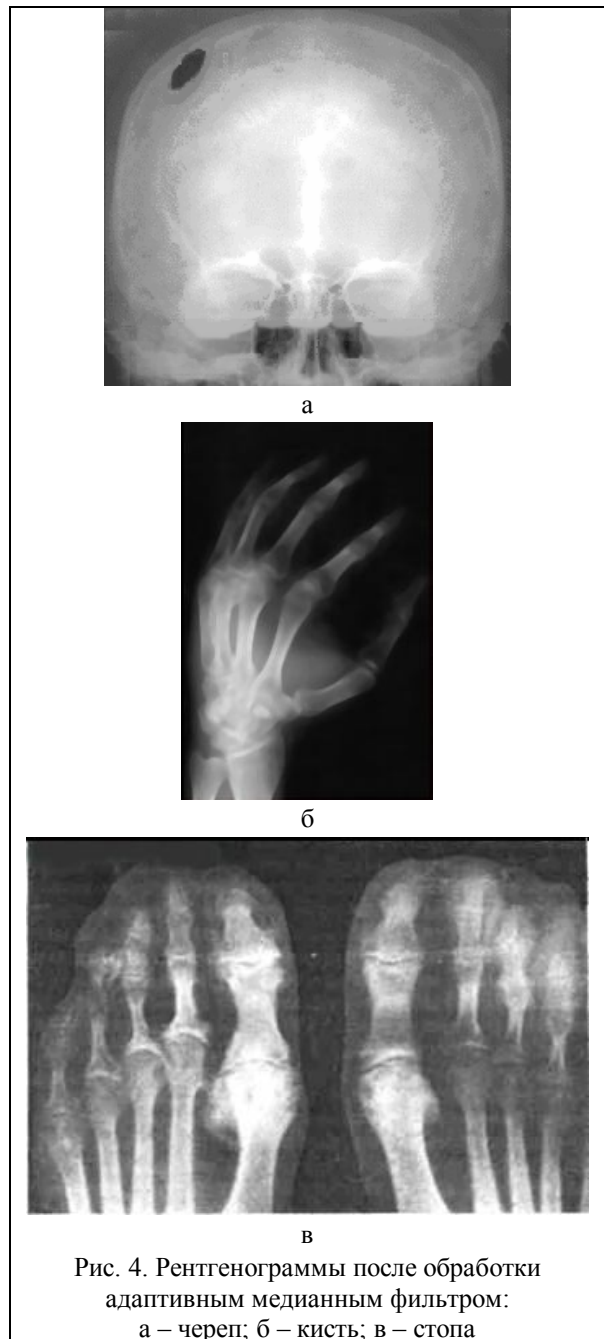 а
б
в
Рис. 4. Рентгенограммы после обработки
адаптивным медианным фильтром:
а – череп; б – кисть; в – стопа